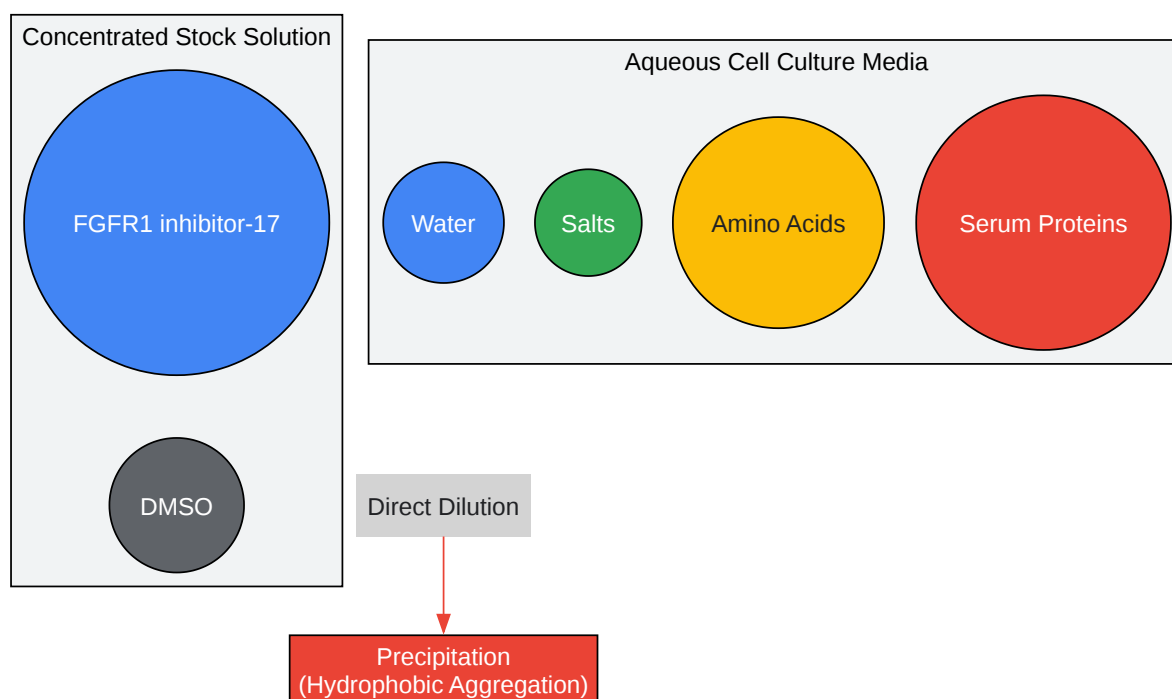 Concentrated Stock Solution
FGFR1 inhibitor-17
DMSO
Aqueous Cell Culture Media
Water
Salts
Amino Acids
Serum Proteins
Direct Dilution
Precipitation
(Hydrophobic Aggregation)